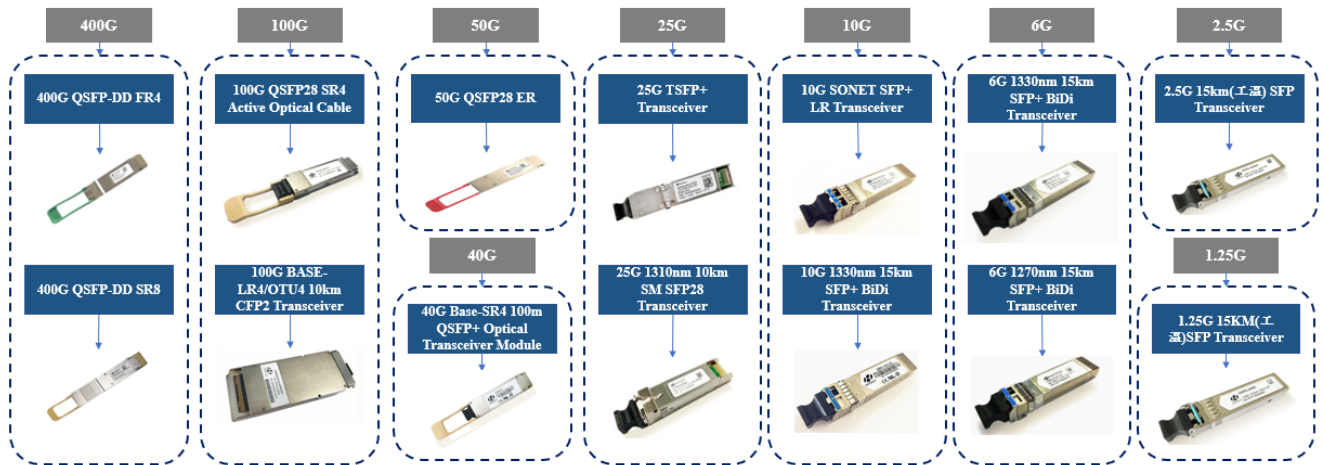 400G
100G
50G
25G
10G
6G
2.5G
400G QSFP-DD FR4
100G QSFP28 SR4
Active Optical Cable
50G QSFP28 ER
25G TSFP+
Transceiver
10G SONET SFP+
LR Transceiver
6G 1330nm 15km
SFP+ BiDi
Transceiver
2.5G 15km(工温) SFP
Transceiver
40G
1.25G
400G QSFP-DD SR8
100G BASE-
LR4/OTU4 10km
CFP2 Transceiver
40G Base-SR4 100m
QSFP+ Optical
Transceiver Module
25G 1310nm 10km
SM SFP28
Transceiver
10G 1330nm 15km
SFP+ BiDi
Transceiver
6G 1270nm 15km
SFP+ BiDi
Transceiver
1.25G 15KM(工
温)SFP Transceiver